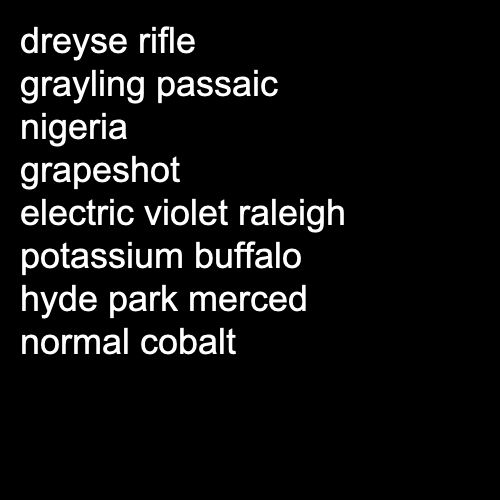 dreyse rifle
grayling passaic
nigeria
grapeshot
electric violet raleigh
potassium buffalo
hyde park merced
normal cobalt